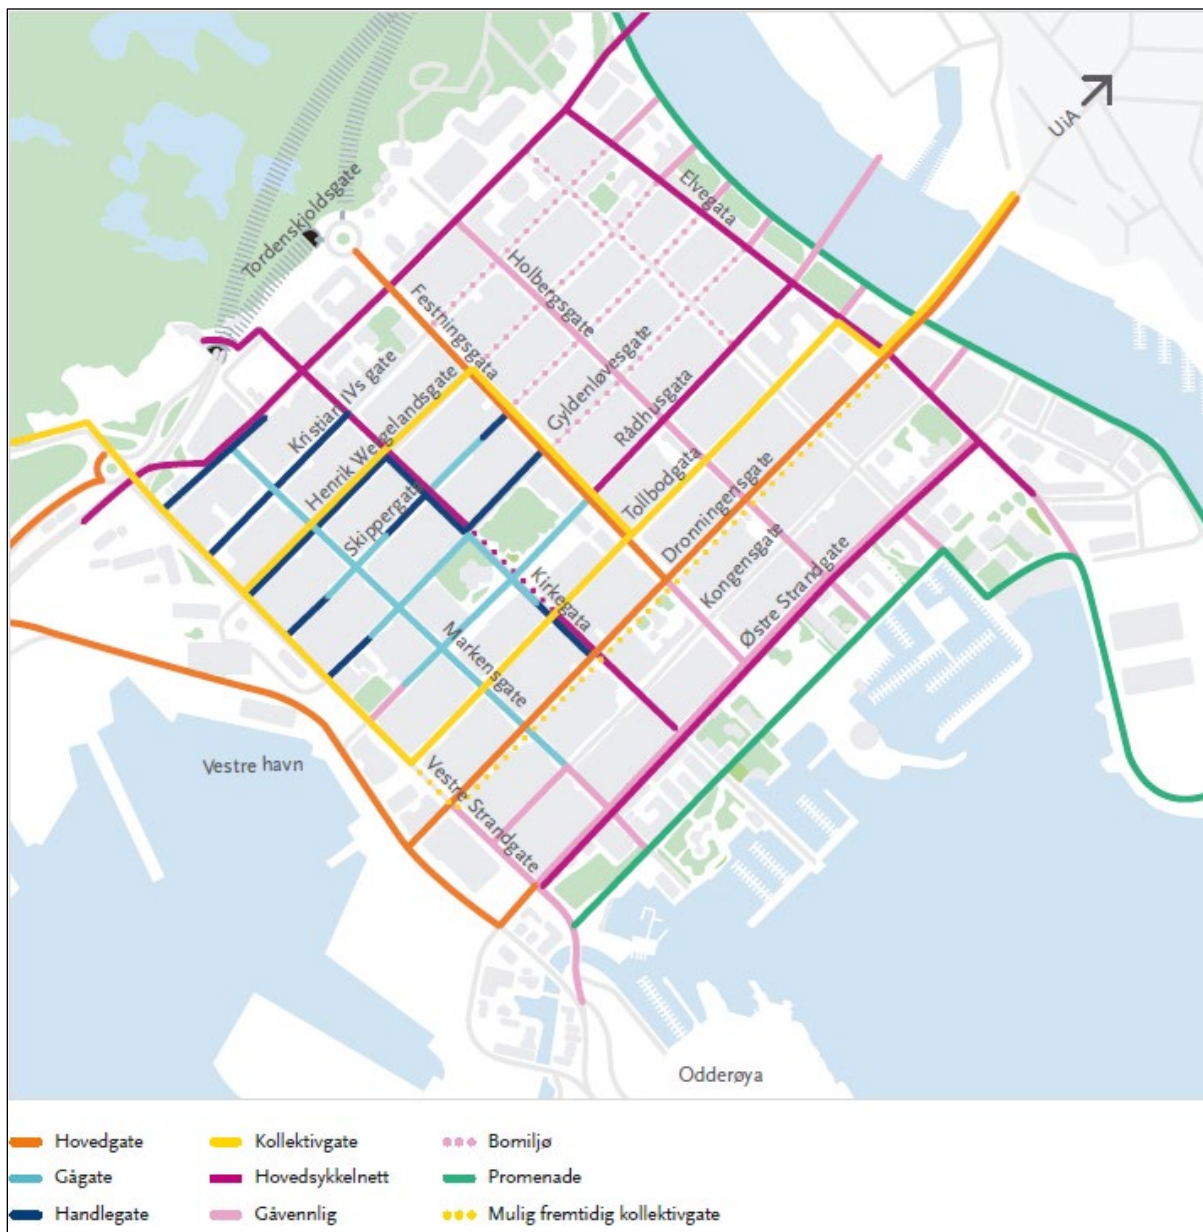 UiA
Tordenskjoldsgate
Elvegata
Holbergsgate
Festningsgata
Kristian IVs gate
Gyldenløvesgate
Rådhusgata
Henrik Wergelandsgate
Skippergata
Tollbodgata
Dronningensgate
Kongensgate
Østre Strandgate
Kirkegata
Markensgate
Vestre Strandgate
Vestre havn
Odderøya
Hovedgate
Kollektivgate
Bomiljø
Gågate
Hovedsykkelnett
Promenade
Handlegate
Gåvennlig
Mulig fremtidig kollektivgate